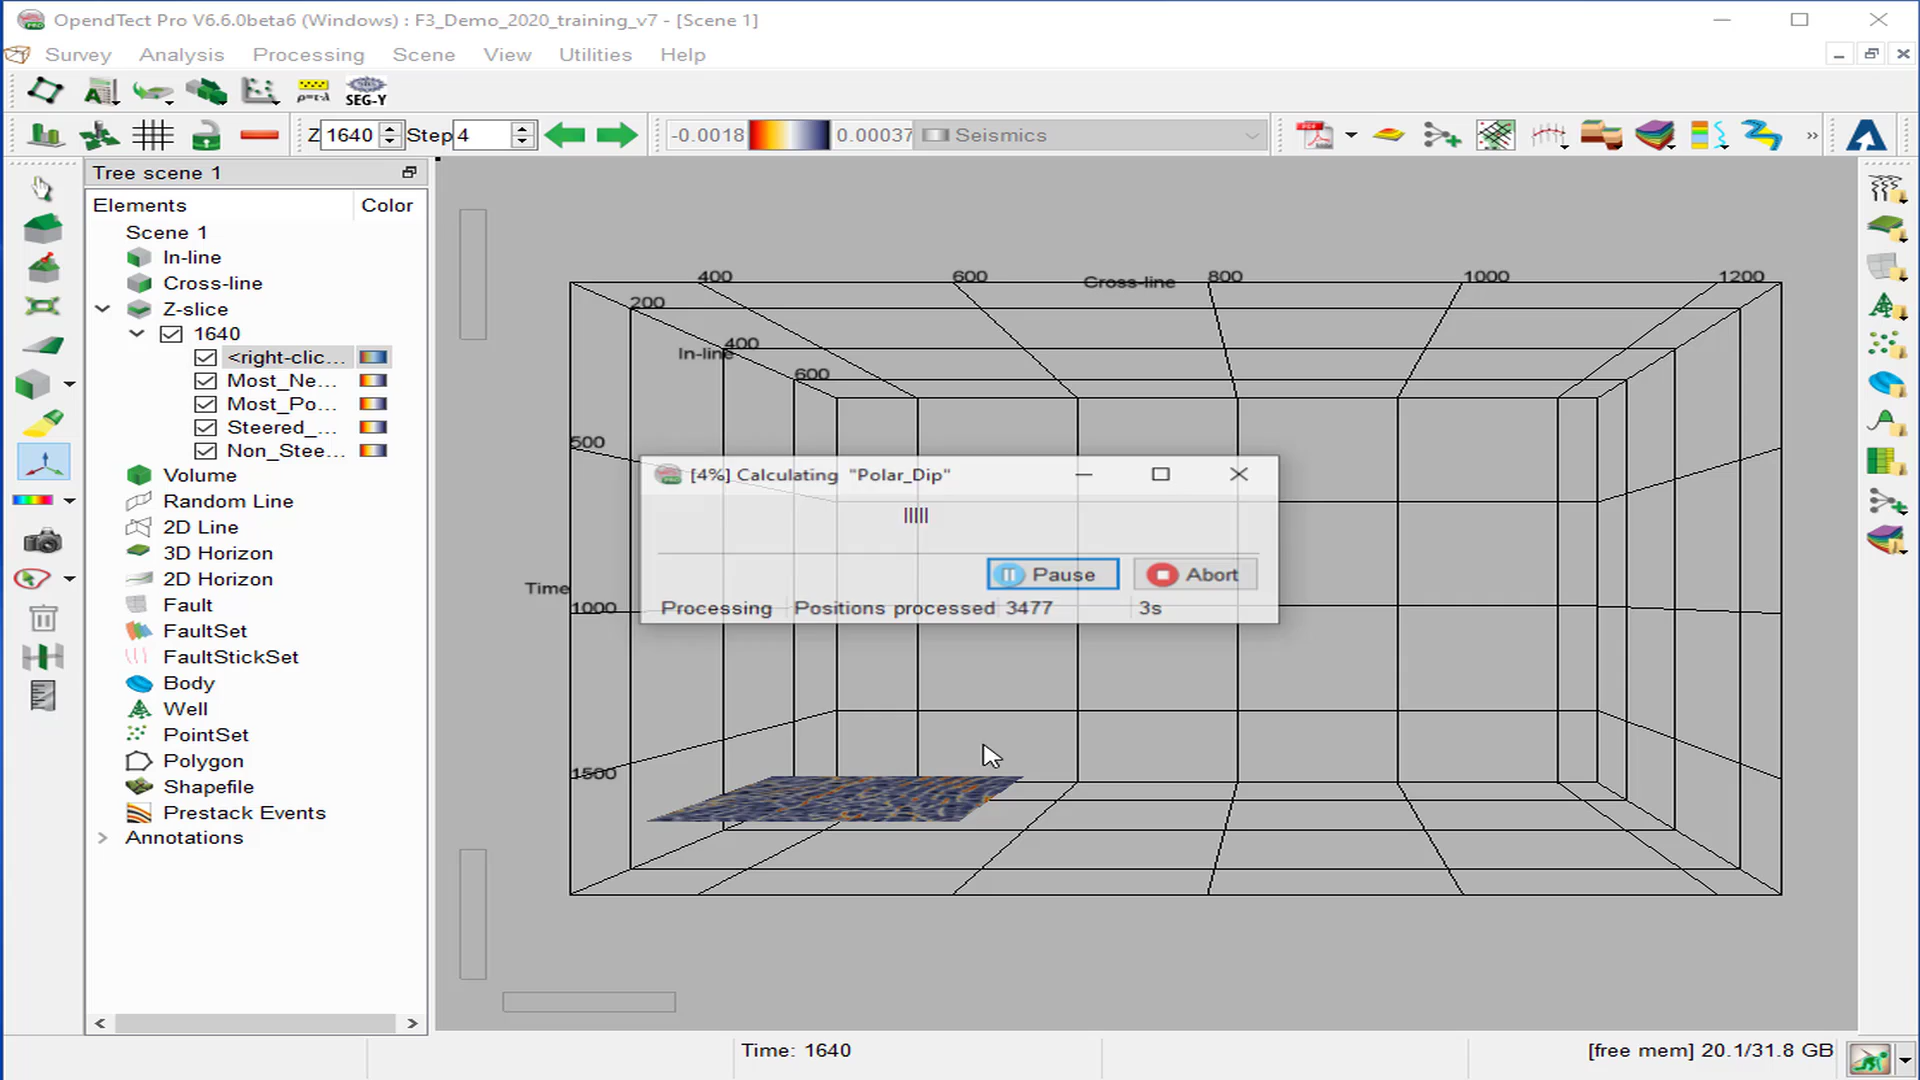 OpendTect Pro V6.6.0beta6 (Windows) : F3_Demo_2020_training_v7 - [Scene 1]
Survey Analysis Processing Scene View Utilities Help
SEG-Y
Z 1640 Step 4 -0.0018 0.00037 Seismics »
Tree scene 1
Elements Color
Scene 1
In-line
Cross-line
Z-slice
1640
<right-clic...
Most_Ne...
Most_Po...
Steered_...
Non_Stee...
Volume
Random Line
2D Line
3D Horizon
2D Horizon
Fault
FaultSet
FaultStickSet
Body
Well
PointSet
Polygon
Shapefile
Prestack Events
Annotations
400 600 Cross-line 800 1000 1200
200
In-line 400
600
500
Time 1000
1500
[4%] Calculating "Polar_Dip"
|||||
Pause Abort
Processing Positions processed 3477 3s
Time: 1640 [free mem] 20.1/31.8 GB